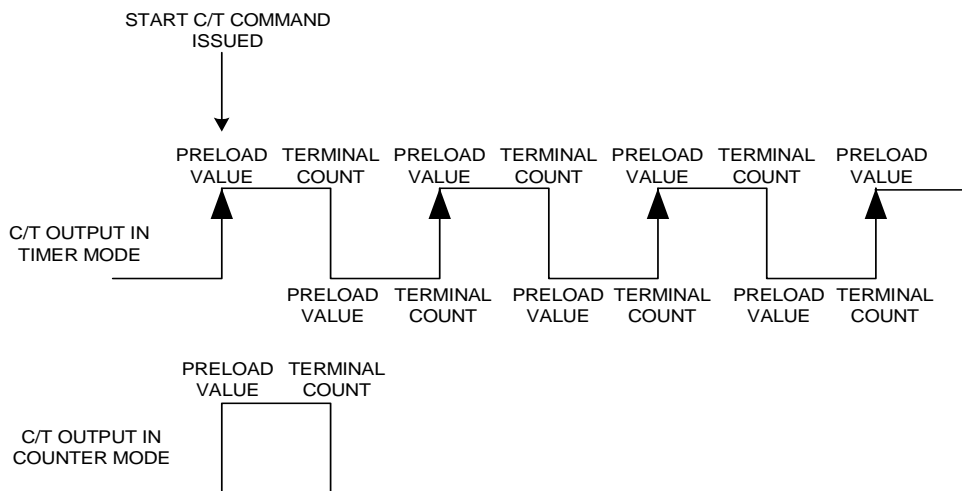 START C/T COMMAND
ISSUED
PRELOAD
VALUE
TERMINAL
COUNT
PRELOAD
VALUE
TERMINAL
COUNT
PRELOAD
VALUE
TERMINAL
COUNT
PRELOAD
VALUE
C/T OUTPUT IN
TIMER MODE
PRELOAD
VALUE
TERMINAL
COUNT
PRELOAD
VALUE
TERMINAL
COUNT
PRELOAD
VALUE
TERMINAL
COUNT
PRELOAD
VALUE
TERMINAL
COUNT
C/T OUTPUT IN
COUNTER MODE